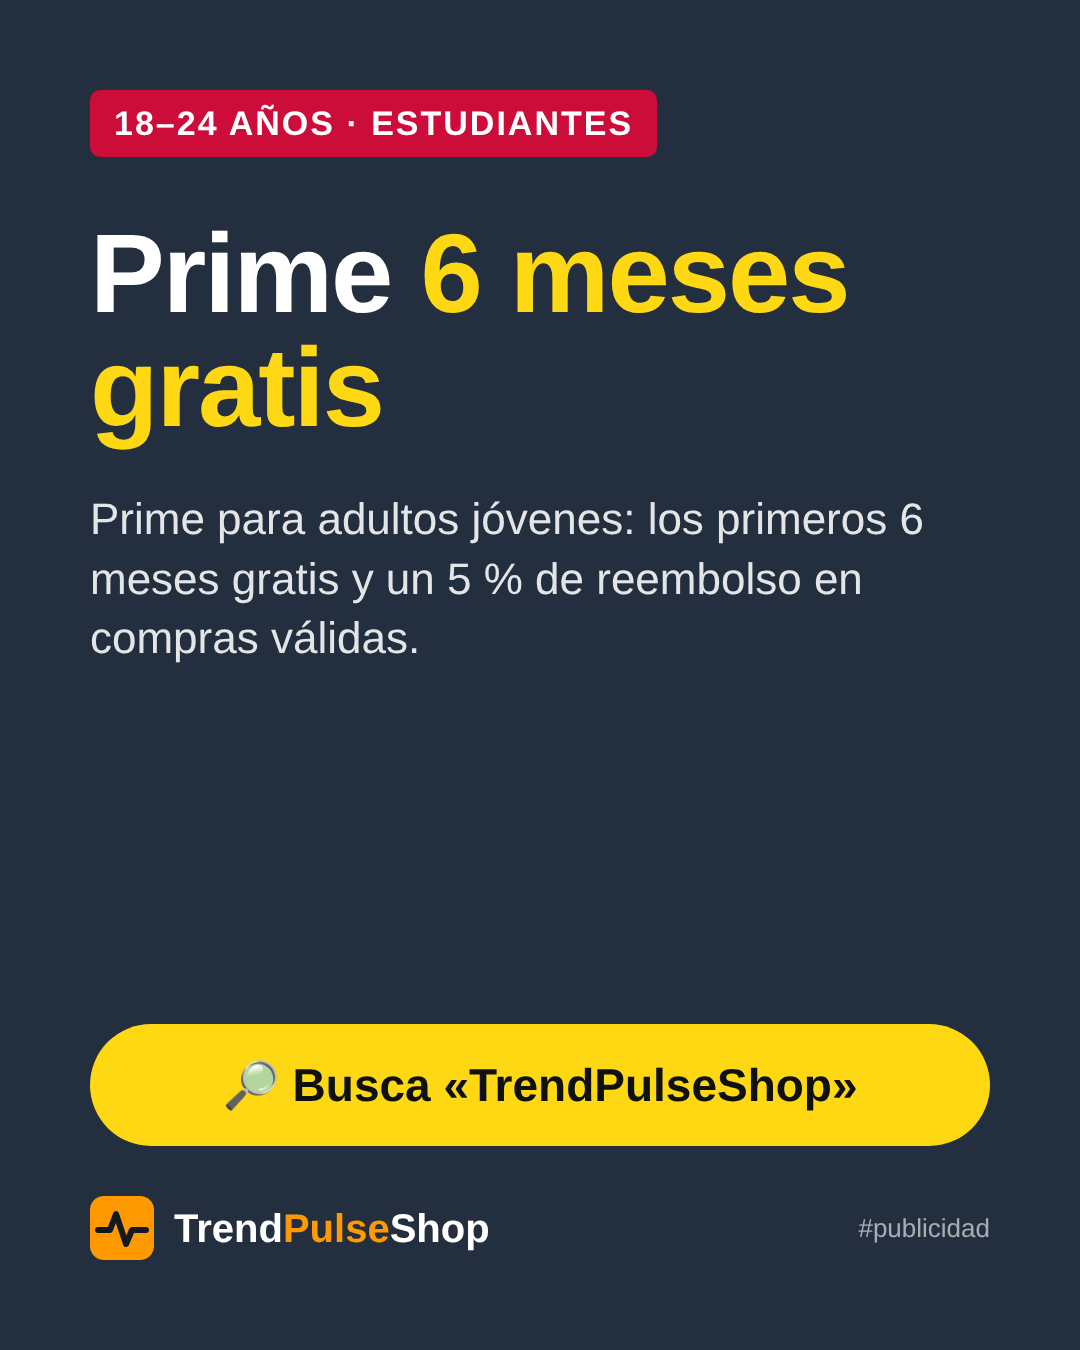 18–24 AÑOS · ESTUDIANTES
Prime 6 meses
gratis
Prime para adultos jóvenes: los primeros 6
meses gratis y un 5 % de reembolso en
compras válidas.
🔎 Busca «TrendPulseShop»
TrendPulseShop
#publicidad